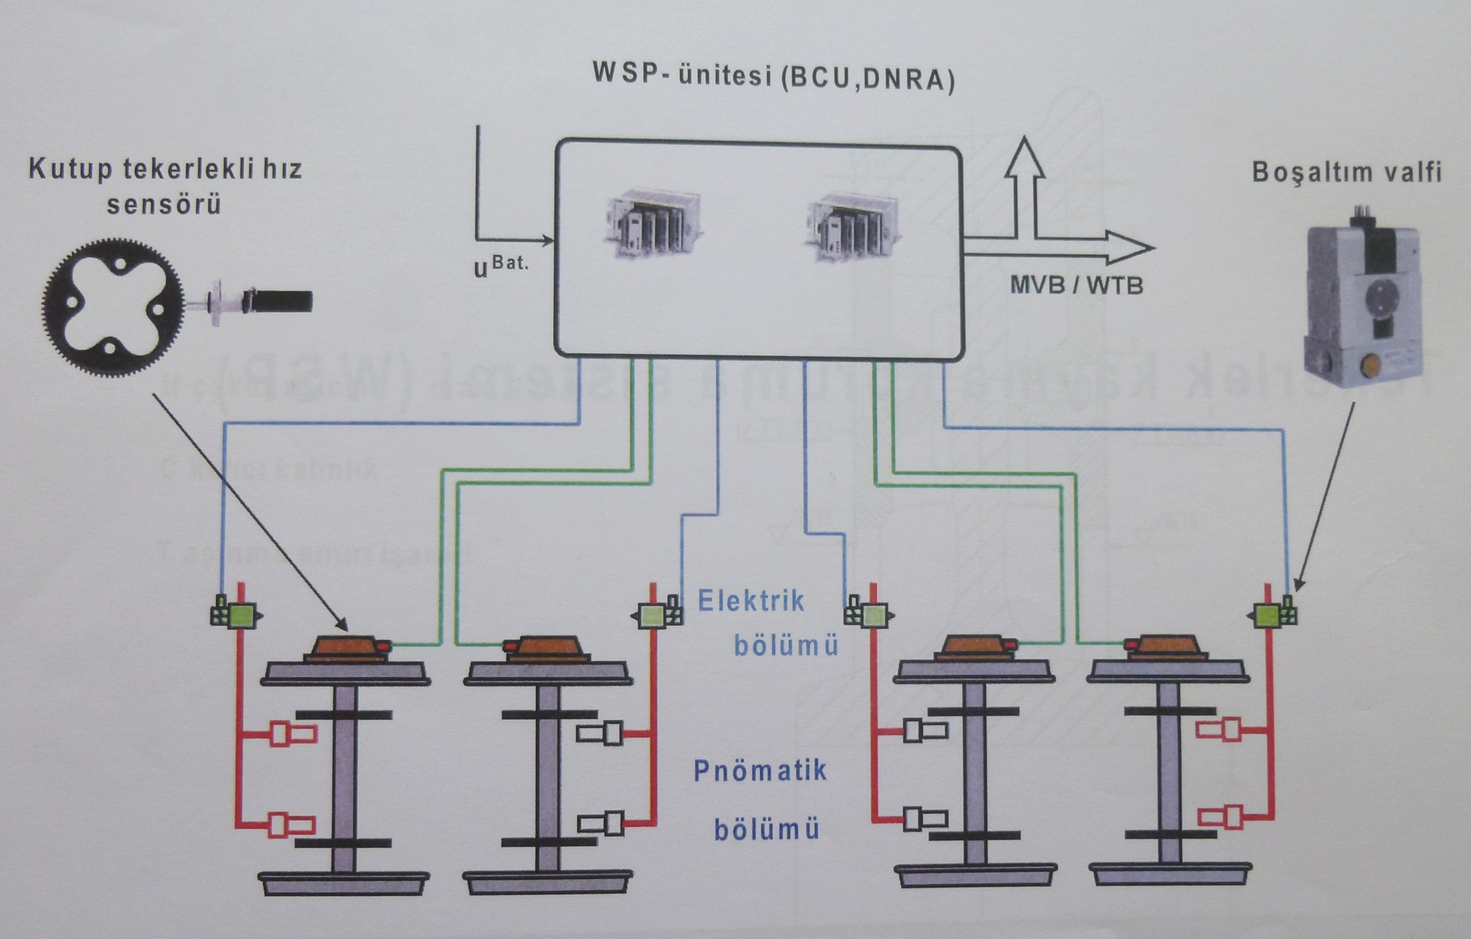 WSP- ünitesi (BCU,DNRA)
Kutup tekerlekli hız
sensörü
Boşaltım valfi
u Bat.
MVB / WTB
Tekerlek kayma koruma sistemi (WSP)
Elektrik
bölümü
Pnömatik
bölümü